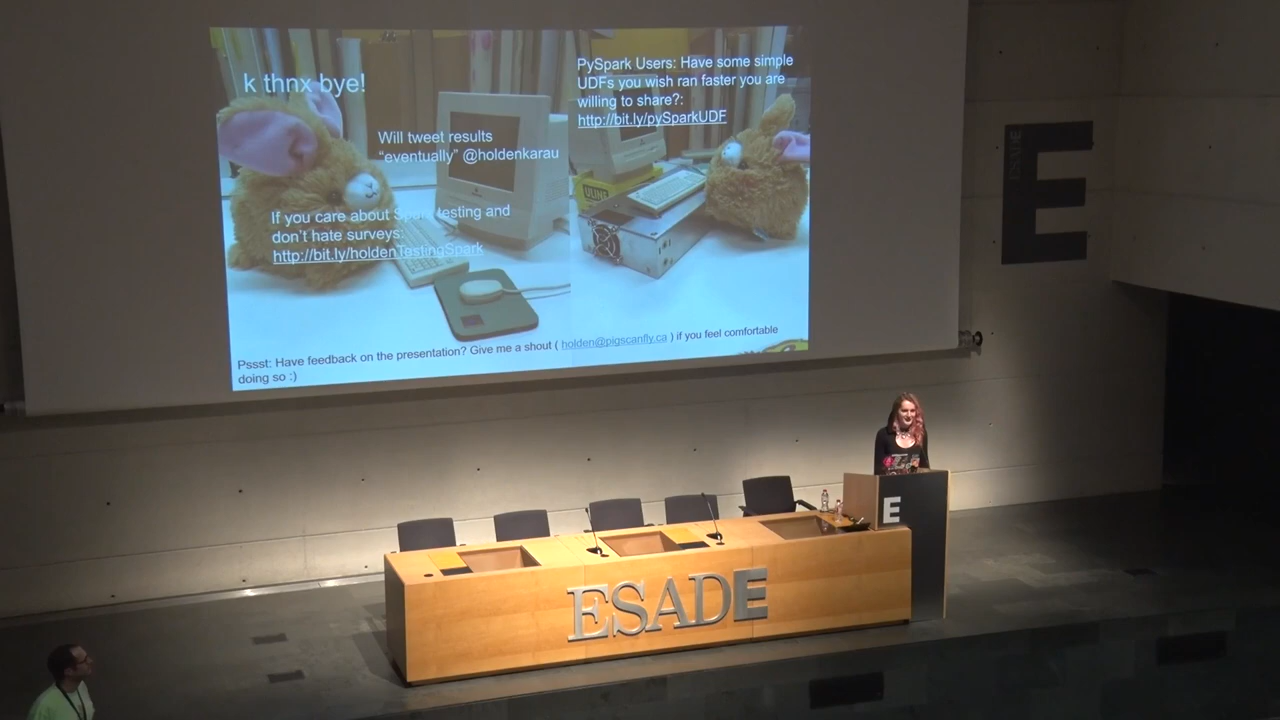 k thnx bye!
PySpark Users: Have some simple
UDFs you wish ran faster you are
willing to share?:
http://bit.ly/pySparkUDF
Will tweet results
“eventually” @holdenkarau
If you care about Spark testing and
don't hate surveys:
http://bit.ly/holdenTestingSpark
ULINE
Pssst: Have feedback on the presentation? Give me a shout ( holden@pigscanfly.ca ) if you feel comfortable
doing so :)
ESADE
E
E
ESADE